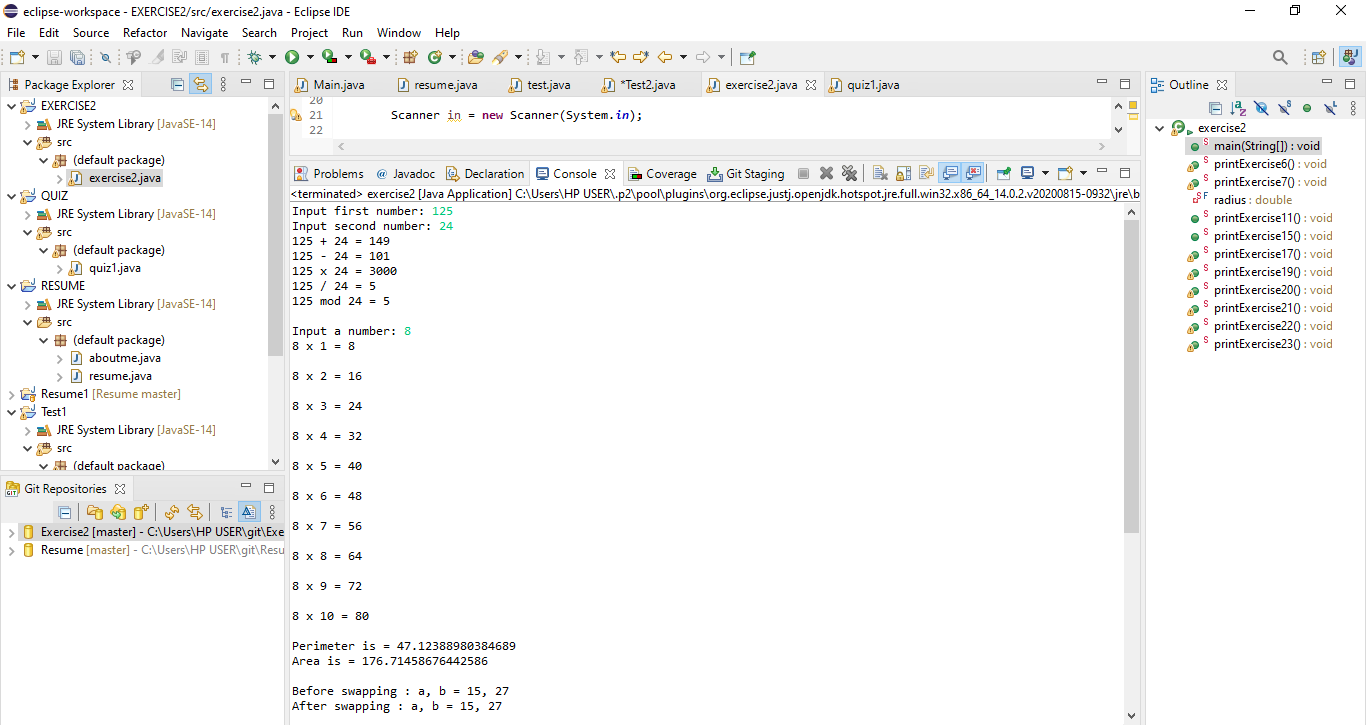 eclipse-workspace - EXERCISE2/src/exercise2.java - Eclipse IDE
File Edit Source Refactor Navigate Search Project Run Window Help
Package Explorer
EXERCISE2
JRE System Library [JavaSE-14]
src
(default package)
exercise2.java
QUIZ
JRE System Library [JavaSE-14]
src
(default package)
quiz1.java
RESUME
JRE System Library [JavaSE-14]
src
(default package)
aboutme.java
resume.java
Resume1 [Resume master]
Test1
JRE System Library [JavaSE-14]
src
(default package)
Git Repositories
Exercise2 [master] - C:\Users\HP USER\git\Exe
Resume [master] - C:\Users\HP USER\git\Resu
Main.java resume.java test.java *Test2.java exercise2.java quiz1.java
20
21 Scanner in = new Scanner(System.in);
22
Problems @ Javadoc Declaration Console Coverage Git Staging
<terminated> exercise2 [Java Application] C:\Users\HP USER\.p2\pool\plugins\org.eclipse.justj.openjdk.hotspot.jre.full.win32.x86_64_14.0.2.v20200815-0932\jre\b
Input first number: 125
Input second number: 24
125 + 24 = 149
125 - 24 = 101
125 x 24 = 3000
125 / 24 = 5
125 mod 24 = 5
Input a number: 8
8 x 1 = 8
8 x 2 = 16
8 x 3 = 24
8 x 4 = 32
8 x 5 = 40
8 x 6 = 48
8 x 7 = 56
8 x 8 = 64
8 x 9 = 72
8 x 10 = 80
Perimeter is = 47.12388980384689
Area is = 176.71458676442586
Before swapping : a, b = 15, 27
After swapping : a, b = 15, 27
Outline
exercise2
main(String[]) : void
printExercise6() : void
printExercise7() : void
radius : double
printExercise11() : void
printExercise15() : void
printExercise17() : void
printExercise19() : void
printExercise20() : void
printExercise21() : void
printExercise22() : void
printExercise23() : void